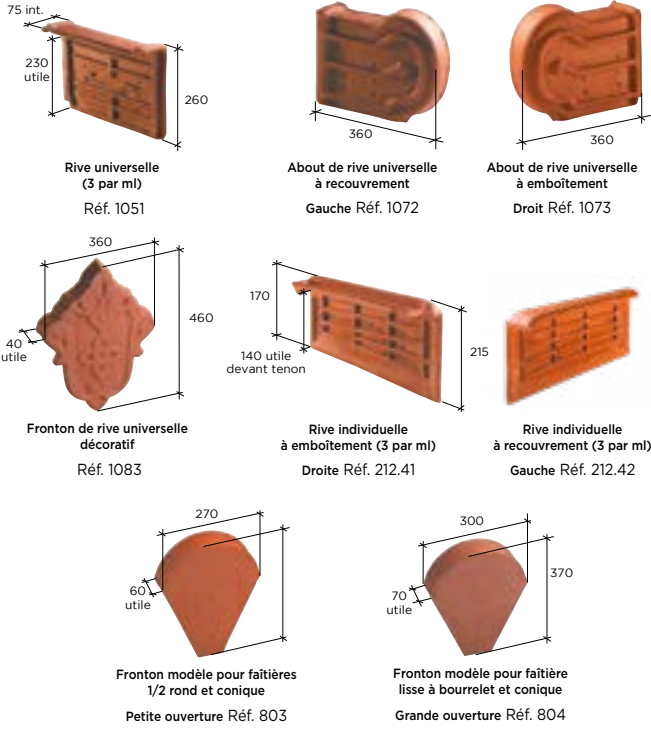 75 int.
230
utile
260
Rive universelle
(3 par ml)
Réf. 1051
360
About de rive universelle
à recouvrement
Gauche Réf. 1072
360
About de rive universelle
à emboîtement
Droit Réf. 1073
360
460
40
utile
Fronton de rive universelle
décoratif
Réf. 1083
170
140 utile
devant tenon
215
Rive individuelle
à emboîtement (3 par ml)
Droite Réf. 212.41
Rive individuelle
à recouvrement (3 par ml)
Gauche Réf. 212.42
270
60
utile
Fronton modèle pour faîtières
1/2 rond et conique
Petite ouverture Réf. 803
300
370
70
utile
Fronton modèle pour faîtière
lisse à bourrelet et conique
Grande ouverture Réf. 804